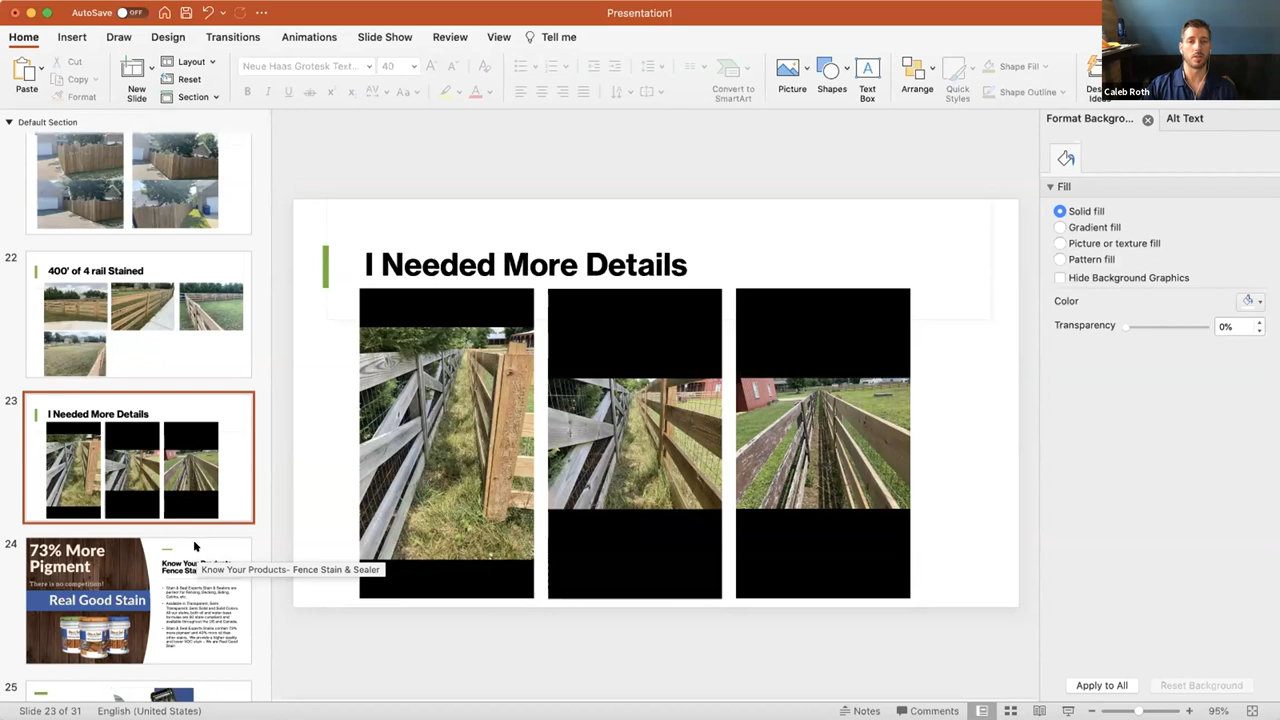 AutoSave OFF
Presentation1
Home Insert Draw Design Transitions Animations Slide Show Review View Tell me
Paste
Cut
Copy
Format
New Slide
Layout
Reset
Section
Neue Haas Grotesk Text... 40
Convert to SmartArt
Picture
Shapes
Text Box
Arrange
Quick Styles
Shape Fill
Shape Outline
Caleb Roth
Default Section
22
400' of 4 rail Stained
23
I Needed More Details
24
73% More Pigment
There is no competition!
Real Good Stain
Know Your Products- Fence Stain & Sealer
25
I Needed More Details
Format Backgro...
Alt Text
Fill
Solid fill
Gradient fill
Picture or texture fill
Pattern fill
Hide Background Graphics
Color
Transparency 0%
Apply to All
Reset Background
Slide 23 of 31
English (United States)
Notes
Comments
95%